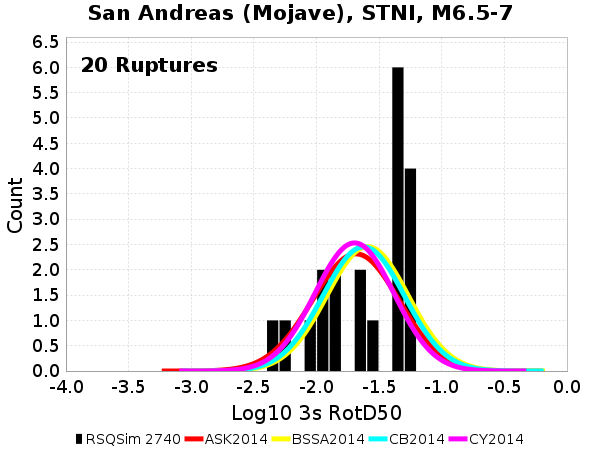 San Andreas (Mojave), STNI, M6.5-7
20 Ruptures
Count
6.5
6.0
5.5
5.0
4.5
4.0
3.5
3.0
2.5
2.0
1.5
1.0
0.5
0.0
-4.0 -3.5 -3.0 -2.5 -2.0 -1.5 -1.0 -0.5 0.0
Log10 3s RotD50
RSQSim 2740 ASK2014 BSSA2014 CB2014 CY2014